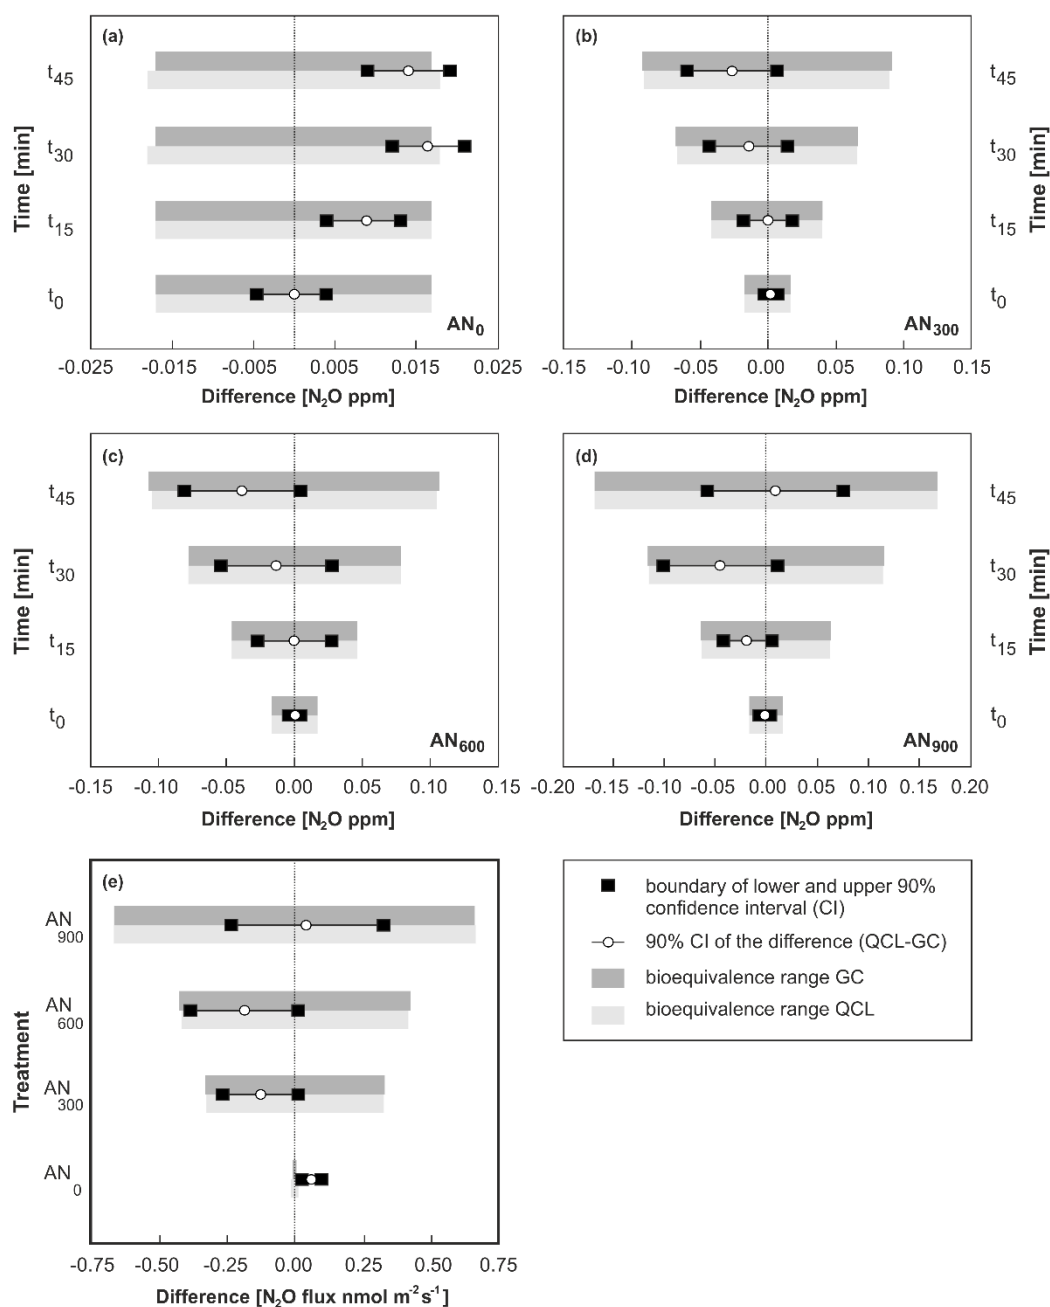 (a)
t45
t30
t15
t0
Time [min]
AN0
-0.025 -0.015 -0.005 0.005 0.015 0.025
Difference [N2O ppm]
(b)
t45
t30
t15
t0
Time [min]
AN300
-0.15 -0.10 -0.05 0.00 0.05 0.10 0.15
Difference [N2O ppm]
(c)
t45
t30
t15
t0
Time [min]
AN600
-0.15 -0.10 -0.05 0.00 0.05 0.10 0.15
Difference [N2O ppm]
(d)
t45
t30
t15
t0
Time [min]
AN900
-0.20 -0.15 -0.10 -0.05 0.00 0.05 0.10 0.15 0.20
Difference [N2O ppm]
(e)
AN 900
AN 600
AN 300
AN 0
Treatment
-0.75 -0.50 -0.25 0.00 0.25 0.50 0.75
Difference [N2O flux nmol m-2s-1]
boundary of lower and upper 90%
confidence interval (CI)
90% CI of the difference (QCL-GC)
bioequivalence range GC
bioequivalence range QCL